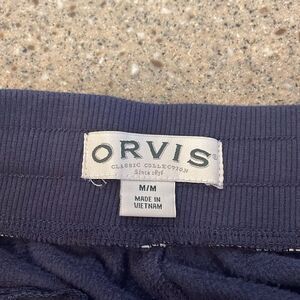 ORVIS®
CLASSIC COLLECTION
Since 1856
M/M
MADE IN
VIETNAM